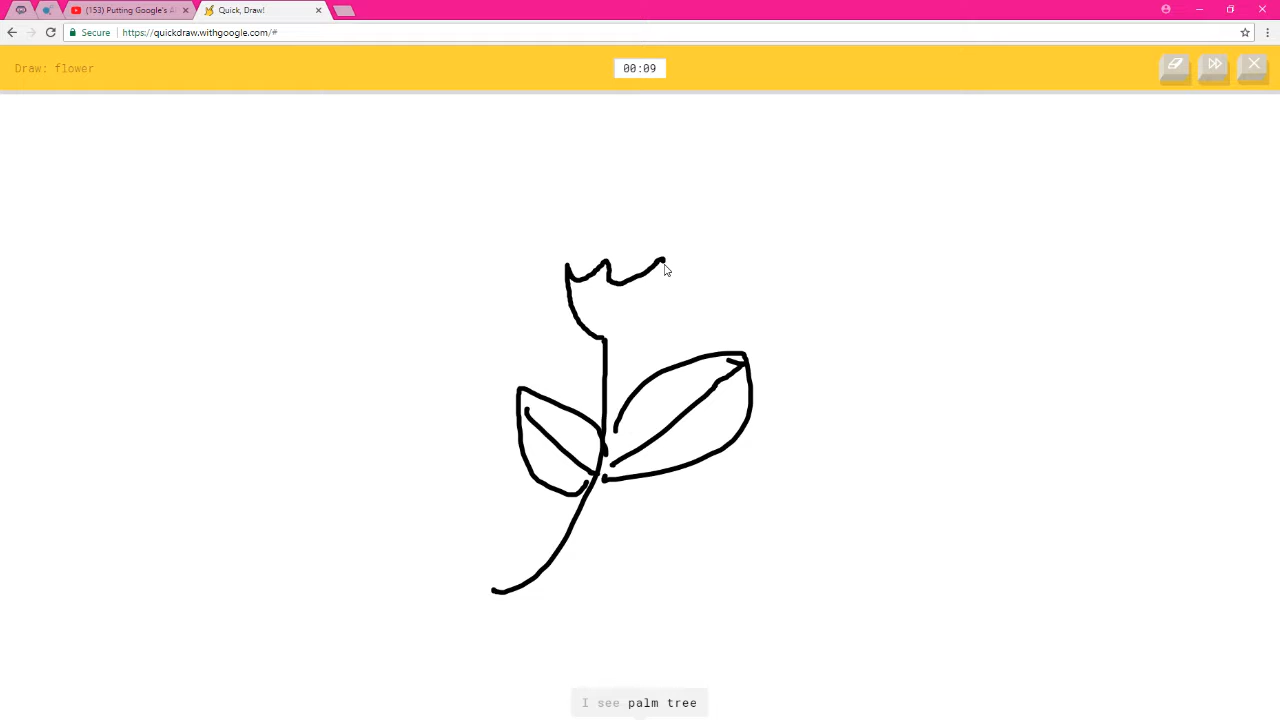 (153) Putting Google's A
Quick, Draw!
Secure
https://quickdraw.withgoogle.com/#
Draw: flower
00:09
I see palm tree